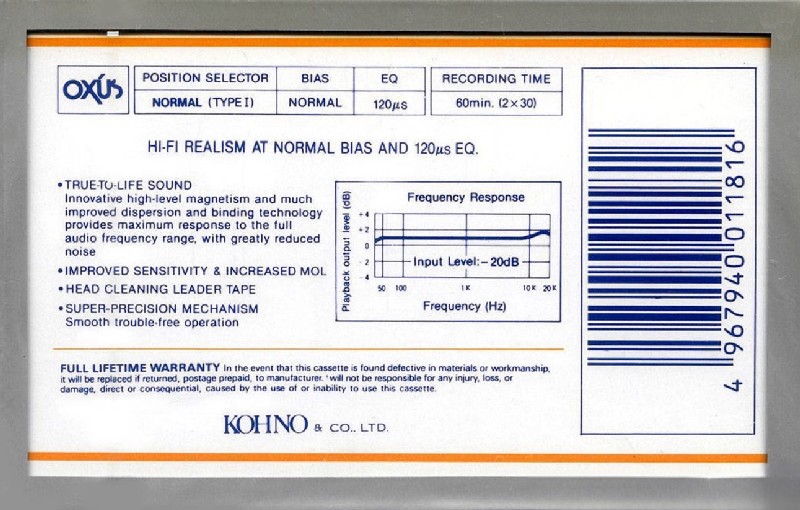 OXÚS
POSITION SELECTOR BIAS EQ RECORDING TIME
NORMAL (TYPE I) NORMAL 120µs 60min. (2×30)
HI-FI REALISM AT NORMAL BIAS AND 120µs EQ.
• TRUE-TO-LIFE SOUND
Innovative high-level magnetism and much
improved dispersion and binding technology
provides maximum response to the full
audio frequency range, with greatly reduced
noise
• IMPROVED SENSITIVITY & INCREASED MOL
• HEAD CLEANING LEADER TAPE
• SUPER-PRECISION MECHANISM
Smooth trouble-free operation
Frequency Response
Playback output level (dB)
+4
+2
0
-2
-4
Input Level:-20dB
50 100 1K 10K 20K
Frequency (Hz)
FULL LIFETIME WARRANTY In the event that this cassette is found defective in materials or workmanship,
it will be replaced if returned, postage prepaid, to manufacturer. 'will not be responsible for any injury, loss, or
damage, direct or consequential, caused by the use of or inability to use this cassette.
KOHNO & CO., LTD.
4 967940 011816